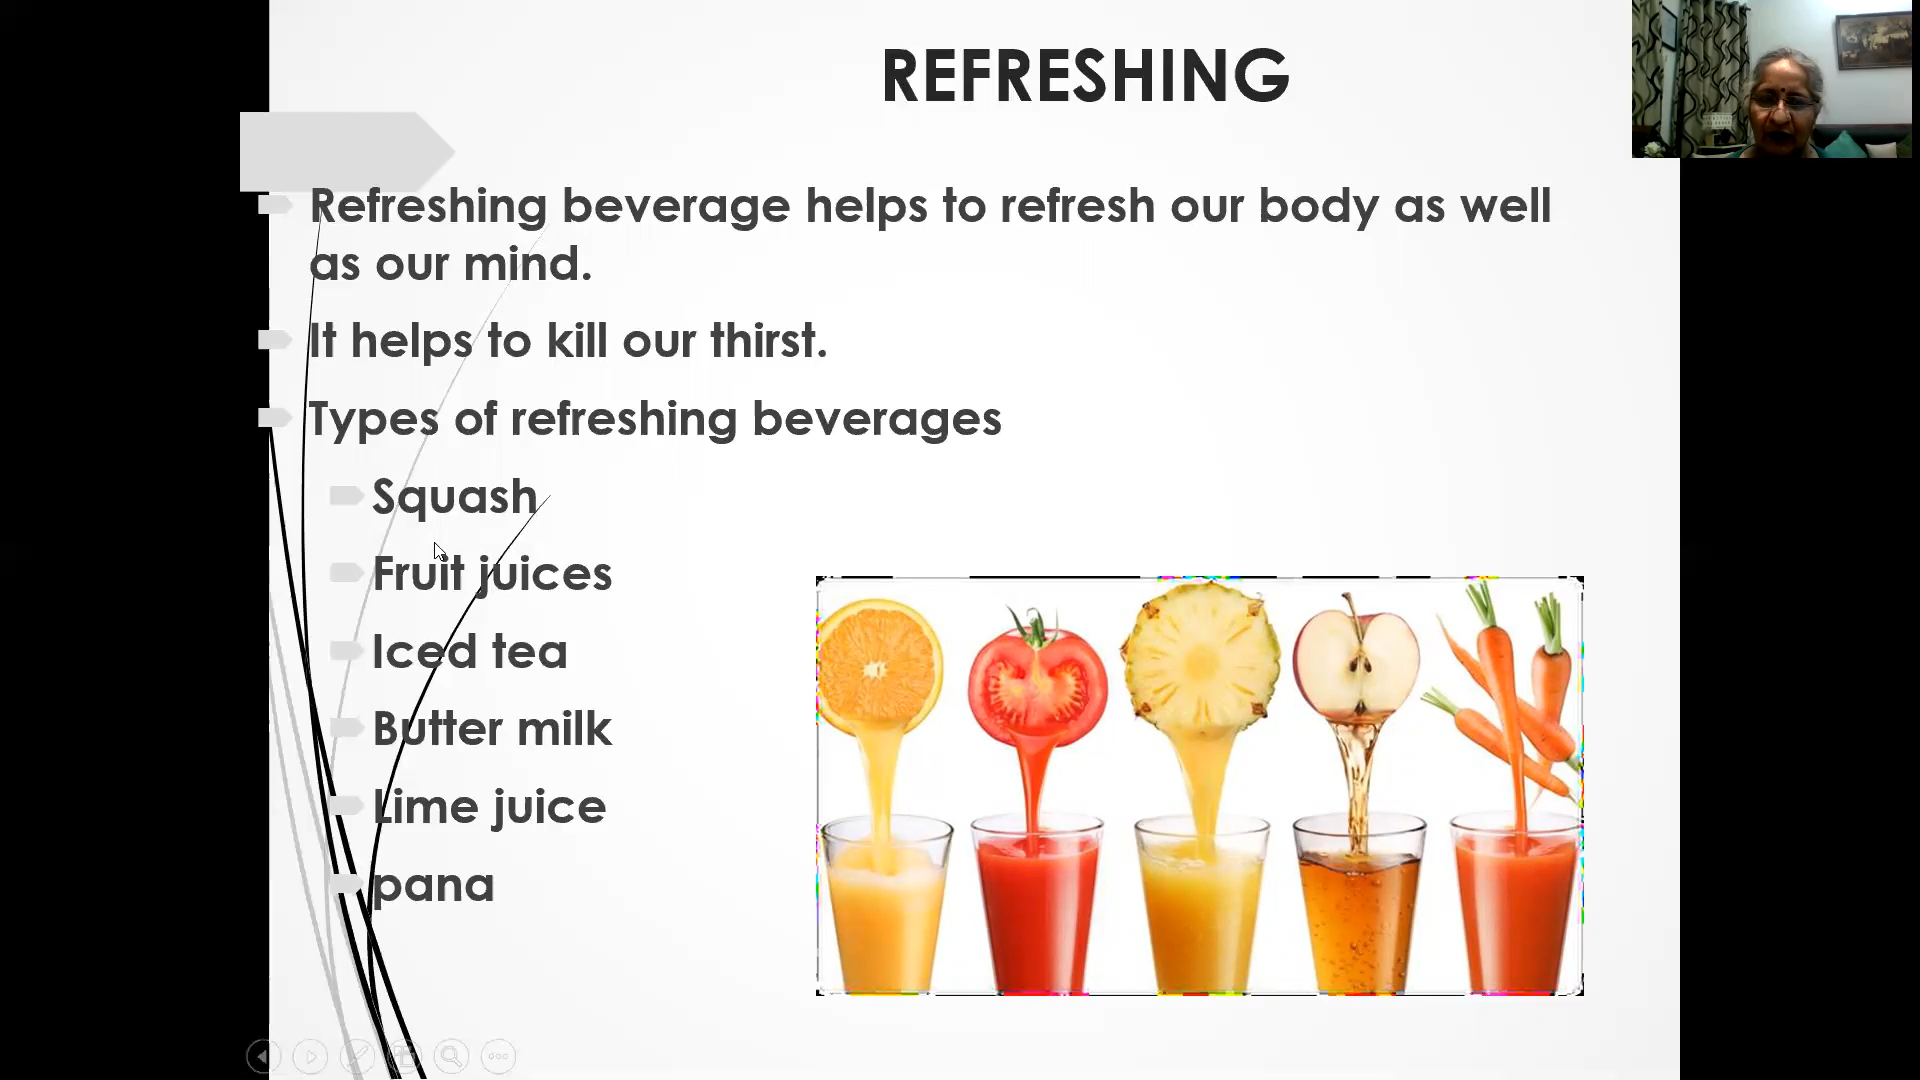 REFRESHING
Refreshing beverage helps to refresh our body as well
as our mind.
It helps to kill our thirst.
Types of refreshing beverages
Squash
Fruit juices
Iced tea
Butter milk
Lime juice
pana